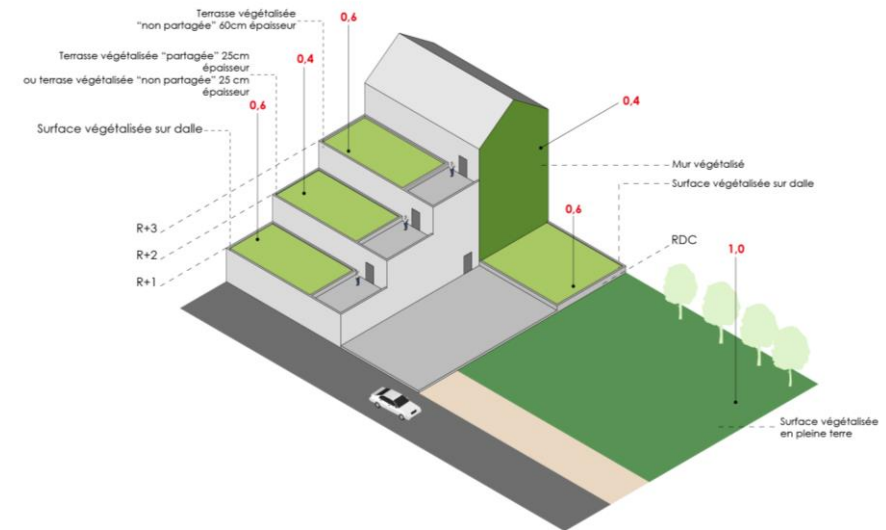 Terrasse végétalisée
"non partagée" 60cm épaisseur
0,6
Terrasse végétalisée "partagée" 25cm
épaisseur
ou terrase végétalisée "non partagée" 25 cm
épaisseur
0,4
0,6
Surface végétalisée sur dalle
0,4
Mur végétalisé
Surface végétalisée sur dalle
0,6
RDC
1,0
R+3
R+2
R+1
Surface végétalisée
en pleine terre